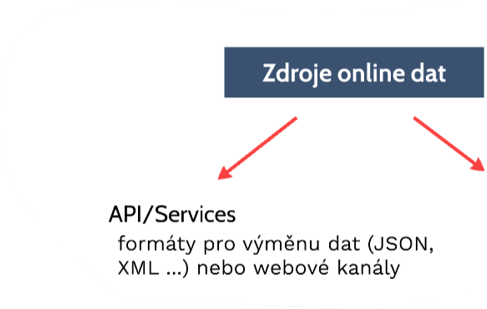 Zdroje online dat
API/Services
formáty pro výměnu dat (JSON,
XML ...) nebo webové kanály